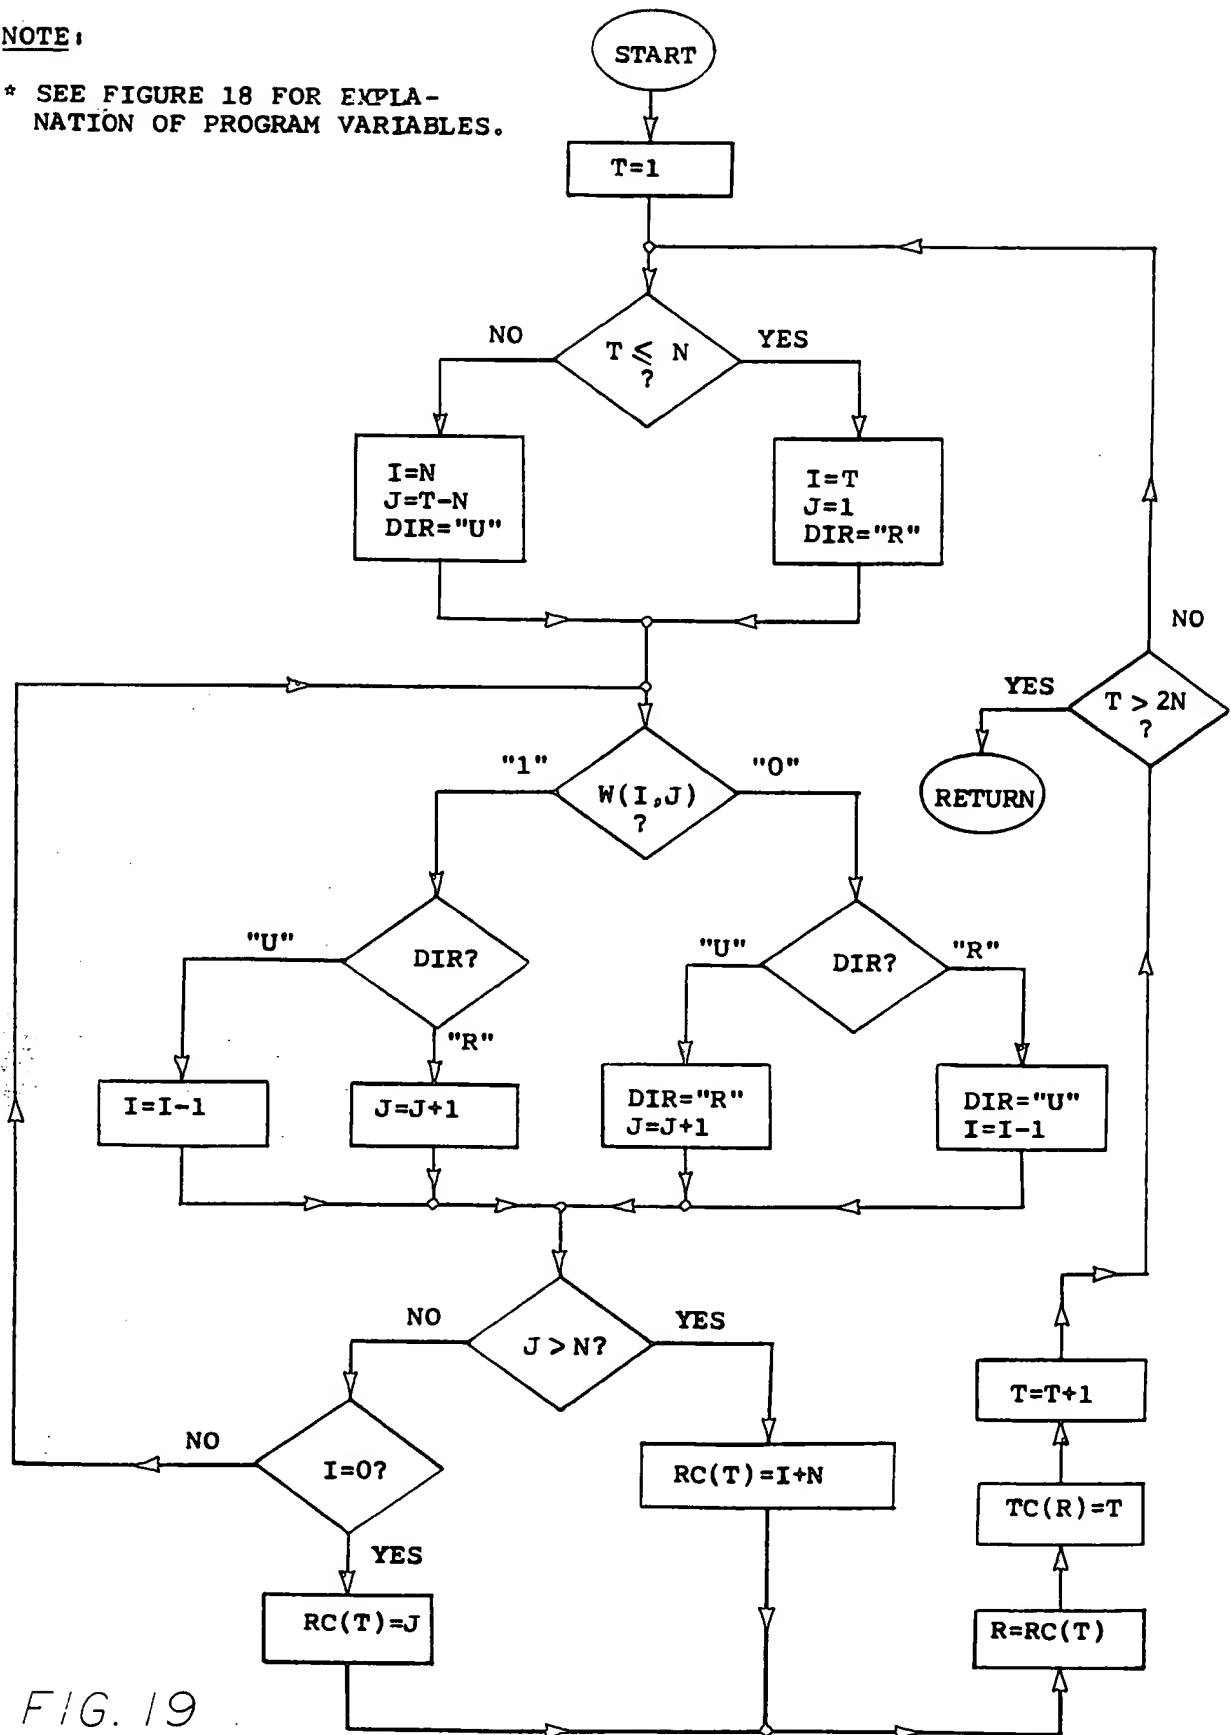 NOTE:
* SEE FIGURE 18 FOR EXPLA-
NATION OF PROGRAM VARIABLES.
START
T=1
T ≤ N
?
NO
YES
I=N
J=T-N
DIR="U"
I=T
J=1
DIR="R"
W(I,J)
?
"1"
"0"
DIR?
"U"
"R"
DIR?
"U"
"R"
I=I-1
J=J+1
DIR="R"
J=J+1
DIR="U"
I=I-1
J > N?
NO
YES
I=0?
NO
YES
RC(T)=J
RC(T)=I+N
R=RC(T)
TC(R)=T
T=T+1
T > 2N
?
NO
YES
RETURN
FIG. 19